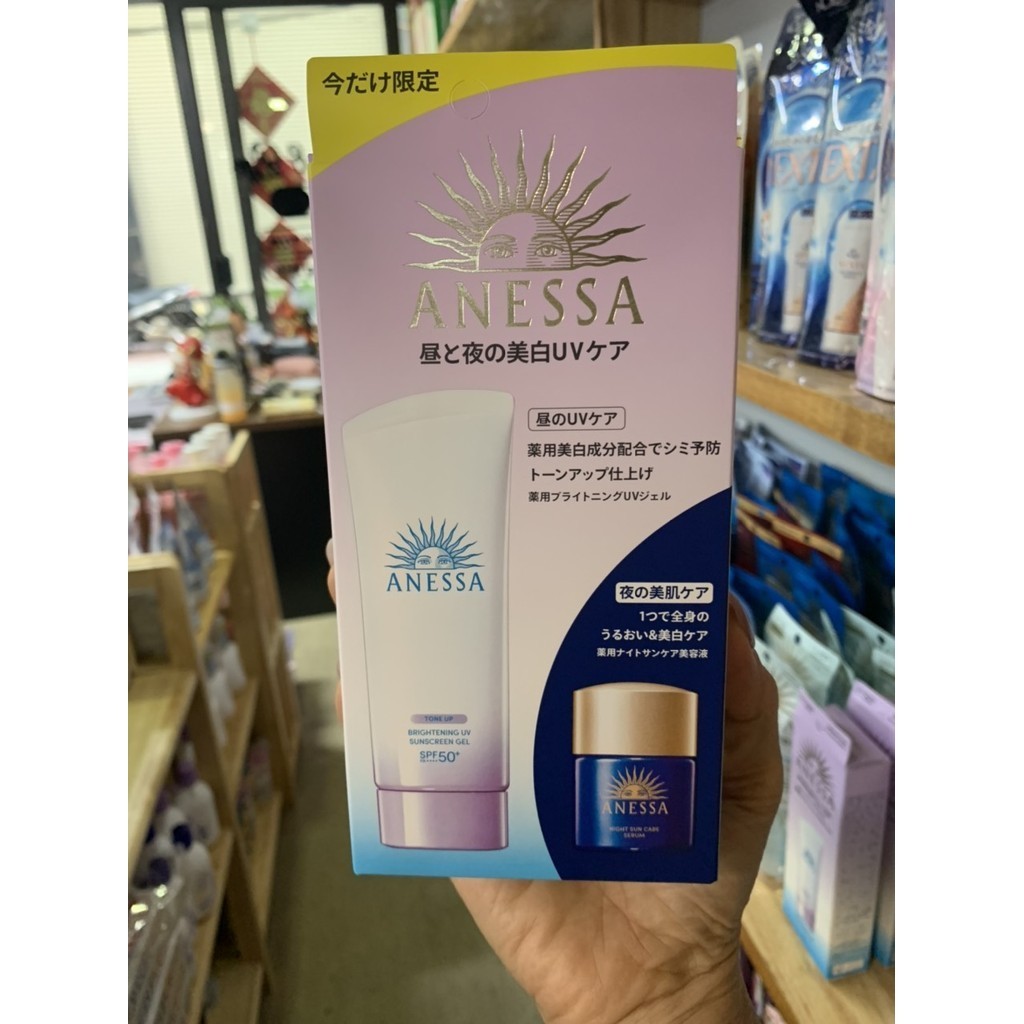 今だけ限定
ANESSA
昼と夜の美白UVケア
昼のUVケア
薬用美白成分配合でシミ予防
トーンアップ仕上げ
薬用ブライトニングUVジェル
ANESSA
TONE UP
BRIGHTENING UV
SUNSCREEN GEL
SPF50+
PA++++
夜の美肌ケア
1つで全身の
うるおい&美白ケア
薬用ナイトサンケア美容液
ANESSA
NIGHT SUN CARE
SERUM